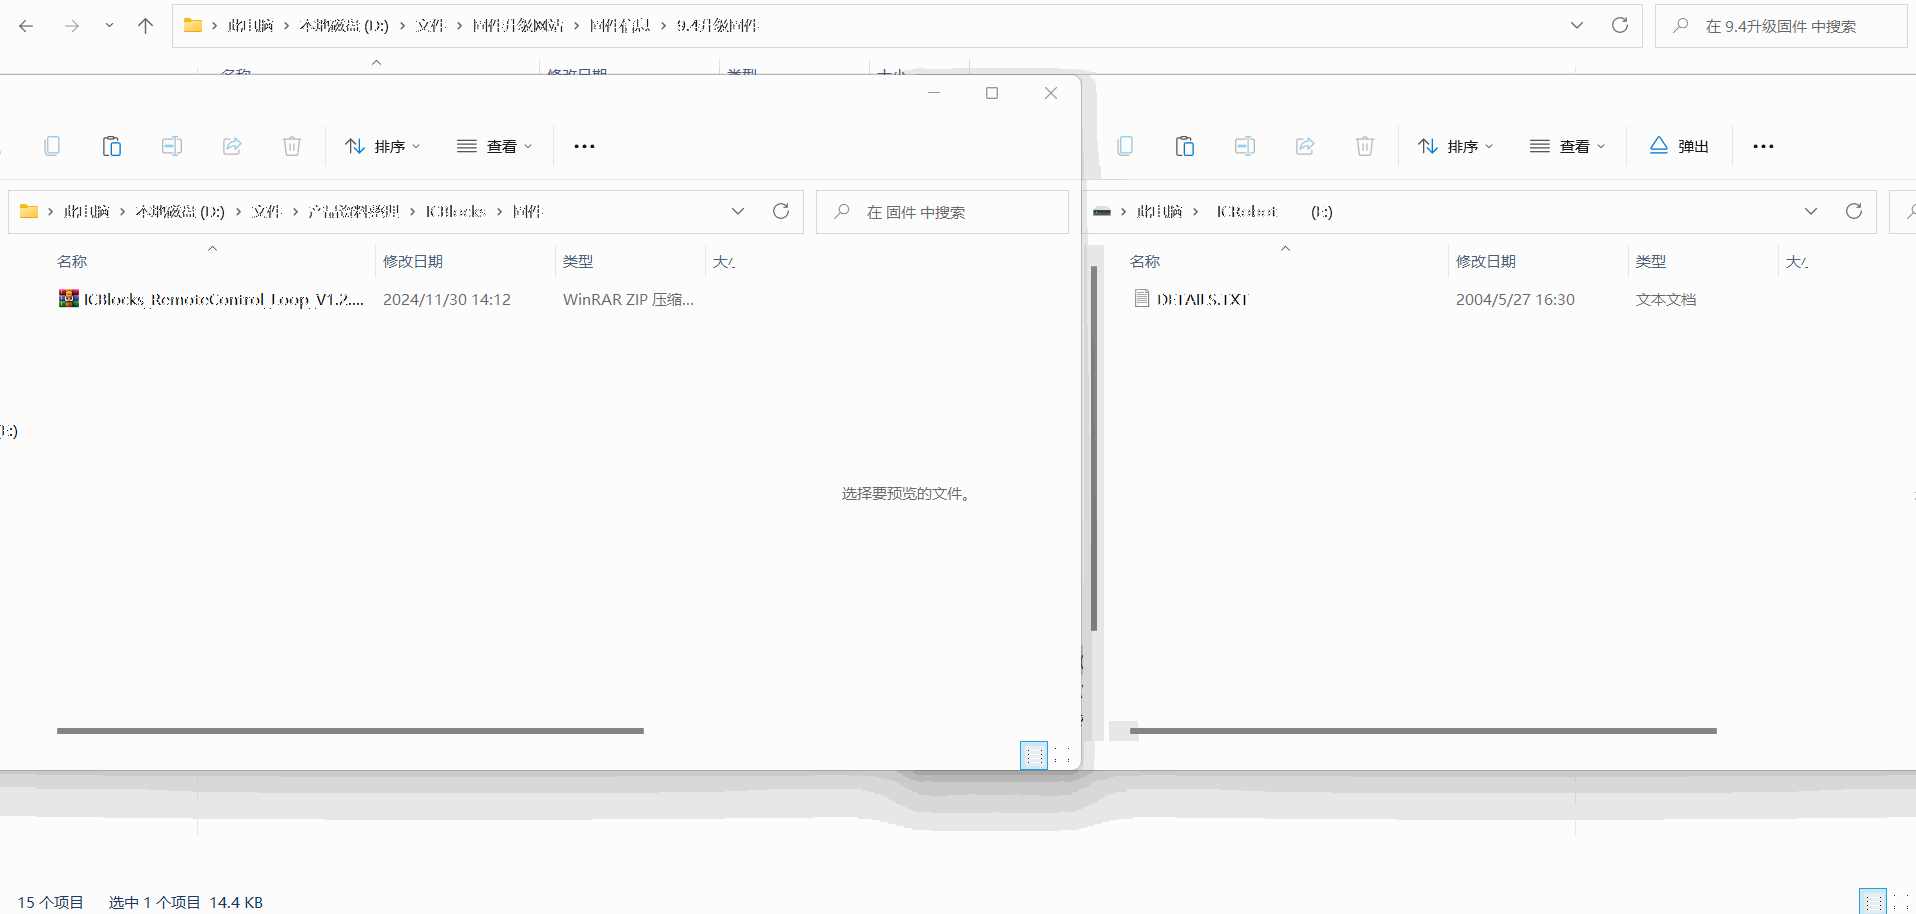 此电脑 › 本地磁盘 (D:) › 文件 › 固件升级网站 › 固件信息 › 9.4升级固件
在 9.4升级固件 中搜索
名称 修改日期 类型 大小
排序 查看
排序 查看 弹出
此电脑 › 本地磁盘 (D:) › 文件 › 产品资料整理 › ICBlocks › 固件
在 固件 中搜索
此电脑 › ICRobot (E:)
名称 修改日期 类型
名称 修改日期 类型
ICBlocks_RemoteControl_Loop_V1.2.... 2024/11/30 14:12 WinRAR ZIP 压缩...
DETAILS.TXT 2004/5/27 16:30 文本文档
(E:)
选择要预览的文件。
15 个项目 选中 1 个项目 14.4 KB